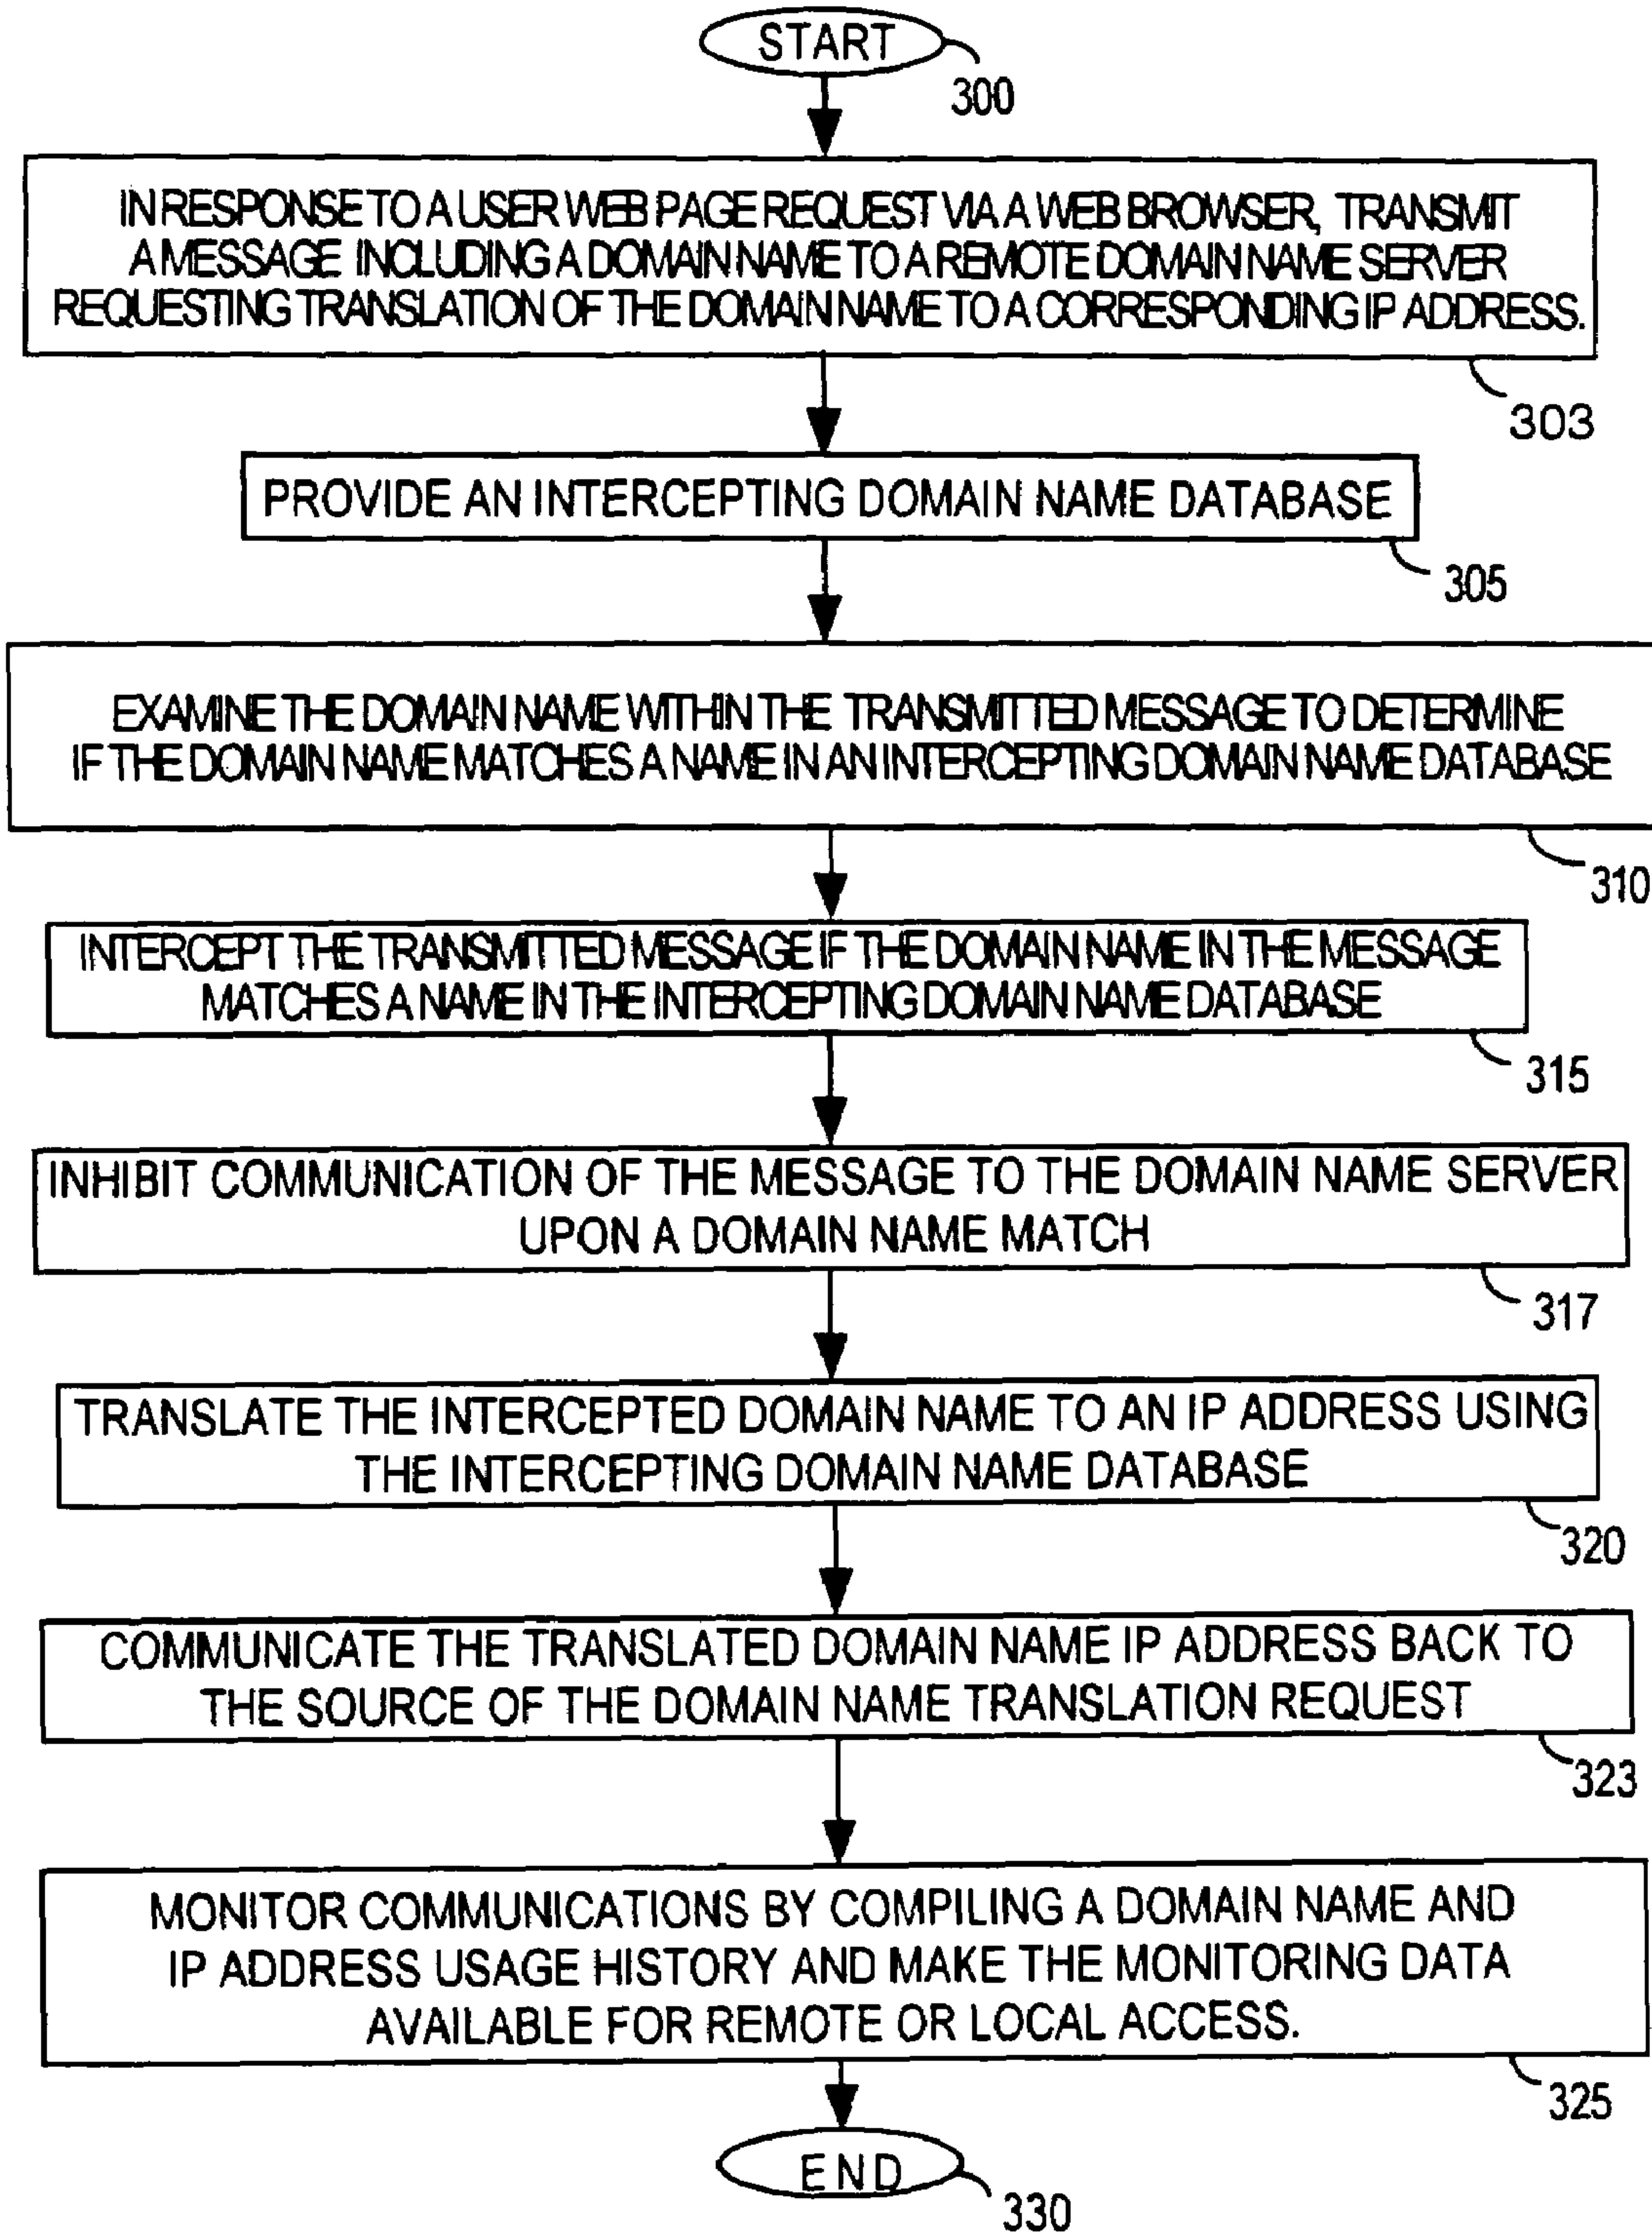 START
300
IN RESPONSE TO A USER WEB PAGE REQUEST VIA A WEB BROWSER, TRANSMIT
A MESSAGE INCLUDING A DOMAIN NAME TO A REMOTE DOMAIN NAME SERVER
REQUESTING TRANSLATION OF THE DOMAIN NAME TO A CORRESPONDING IP ADDRESS.
303
PROVIDE AN INTERCEPTING DOMAIN NAME DATABASE
305
EXAMINE THE DOMAIN NAME WITHIN THE TRANSMITTED MESSAGE TO DETERMINE
IF THE DOMAIN NAME MATCHES A NAME IN AN INTERCEPTING DOMAIN NAME DATABASE
310
INTERCEPT THE TRANSMITTED MESSAGE IF THE DOMAIN NAME IN THE MESSAGE
MATCHES A NAME IN THE INTERCEPTING DOMAIN NAME DATABASE
315
INHIBIT COMMUNICATION OF THE MESSAGE TO THE DOMAIN NAME SERVER
UPON A DOMAIN NAME MATCH
317
TRANSLATE THE INTERCEPTED DOMAIN NAME TO AN IP ADDRESS USING
THE INTERCEPTING DOMAIN NAME DATABASE
320
COMMUNICATE THE TRANSLATED DOMAIN NAME IP ADDRESS BACK TO
THE SOURCE OF THE DOMAIN NAME TRANSLATION REQUEST
323
MONITOR COMMUNICATIONS BY COMPILING A DOMAIN NAME AND
IP ADDRESS USAGE HISTORY AND MAKE THE MONITORING DATA
AVAILABLE FOR REMOTE OR LOCAL ACCESS.
325
END
330